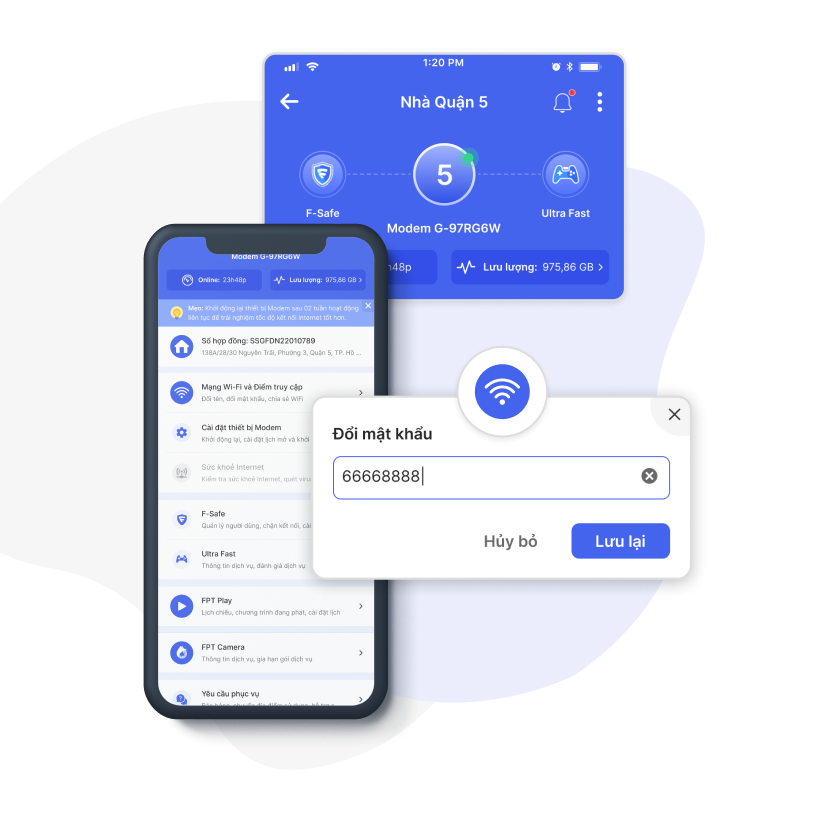 1:20 PM
Nhà Quận 5
5
F-Safe
Ultra Fast
Modem G-97RG6W
h48p
Lưu lượng: 975,86 GB
Modem G-97RG6W
Online: 23h48p
Lưu lượng: 975,86 GB
Mẹo: Khởi động lại thiết bị Modem sau 02 tuần hoạt động
liên tục để trải nghiệm tốc độ kết nối internet tốt hơn.
Số hợp đồng: SSGFDN22010789
138A/28/30 Nguyễn Trãi, Phường 3, Quận 5, TP. Hồ ...
Mạng Wi-Fi và Điểm truy cập
Đổi tên, đổi mật khẩu, chia sẻ WiFi
Cài đặt thiết bị Modem
Khởi động lại, cài đặt lịch mở và khởi
Sức khoẻ Internet
Kiểm tra sức khỏe Internet, quét viru
F-Safe
Quản lý người dùng, chặn kết nối, cài
Ultra Fast
Thông tin dịch vụ, đánh giá dịch vụ
FPT Play
Lịch chiếu, chương trình đang phát, cài đặt lịch
FPT Camera
Thông tin dịch vụ, gia hạn gói dịch vụ
Yêu cầu phục vụ
Đổi mật khẩu
66668888
Hủy bỏ
Lưu lại